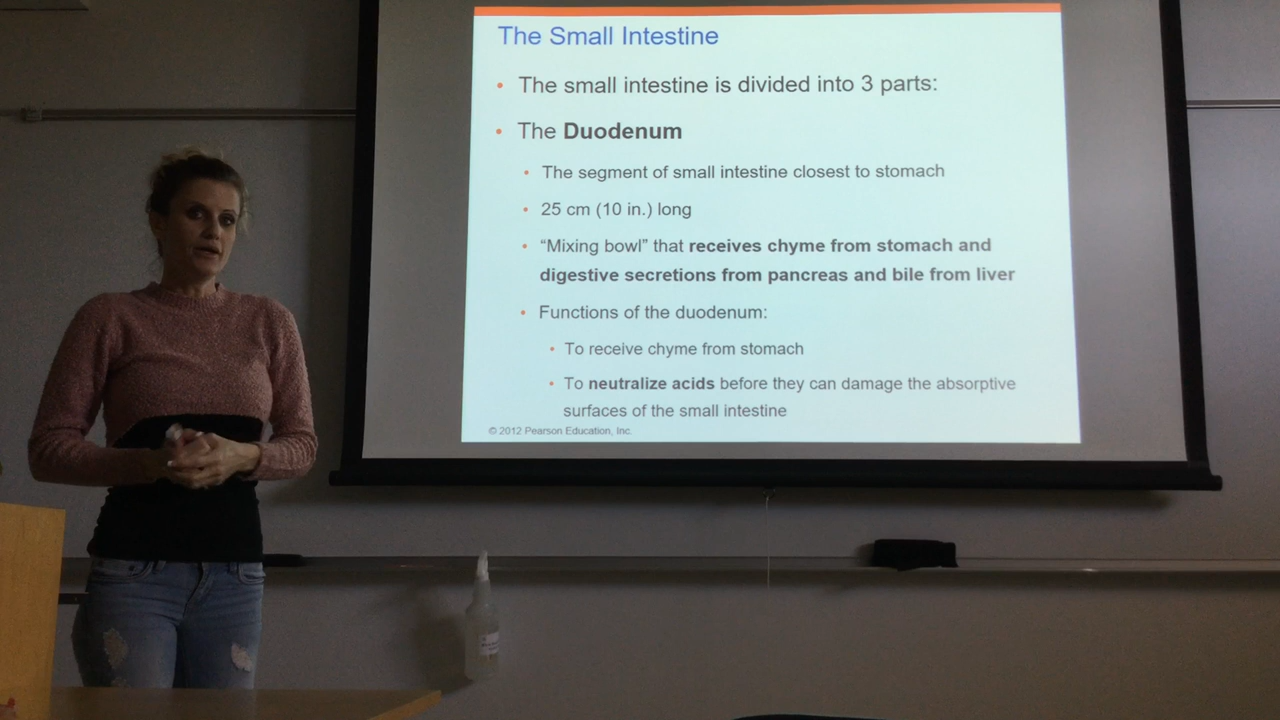 The Small Intestine
• The small intestine is divided into 3 parts:
• The Duodenum
• The segment of small intestine closest to stomach
• 25 cm (10 in.) long
• “Mixing bowl” that receives chyme from stomach and
digestive secretions from pancreas and bile from liver
• Functions of the duodenum:
• To receive chyme from stomach
• To neutralize acids before they can damage the absorptive
surfaces of the small intestine
© 2012 Pearson Education, Inc.